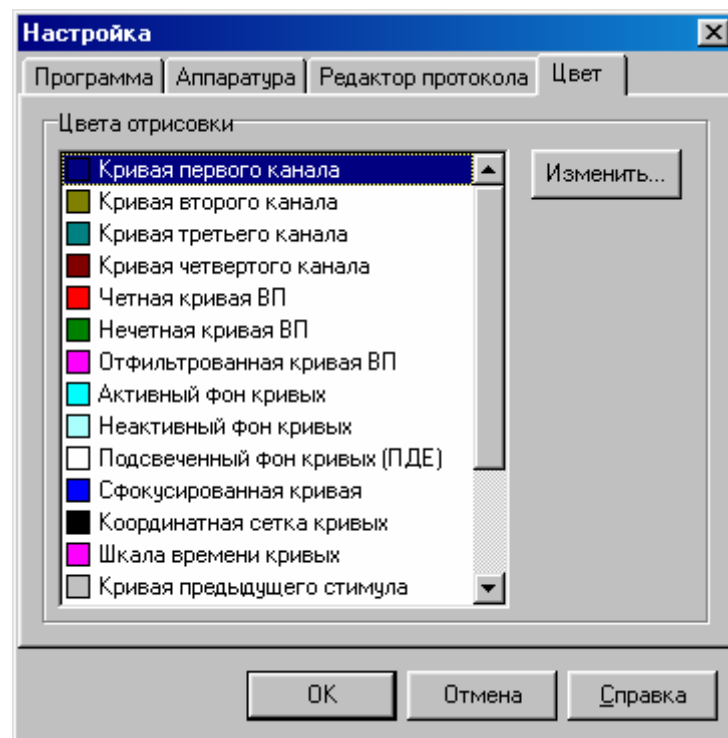 Настройка
Программа Аппаратура Редактор протокола Цвет
Цвета отрисовки
Кривая первого канала
Изменить...
Кривая второго канала
Кривая третьего канала
Кривая четвертого канала
Четная кривая ВП
Нечетная кривая ВП
Отфильтрованная кривая ВП
Активный фон кривых
Неактивный фон кривых
Подсвеченный фон кривых (ПДЕ)
Сфокусированная кривая
Координатная сетка кривых
Шкала времени кривых
Кривая предыдущего стимула
OK Отмена Справка